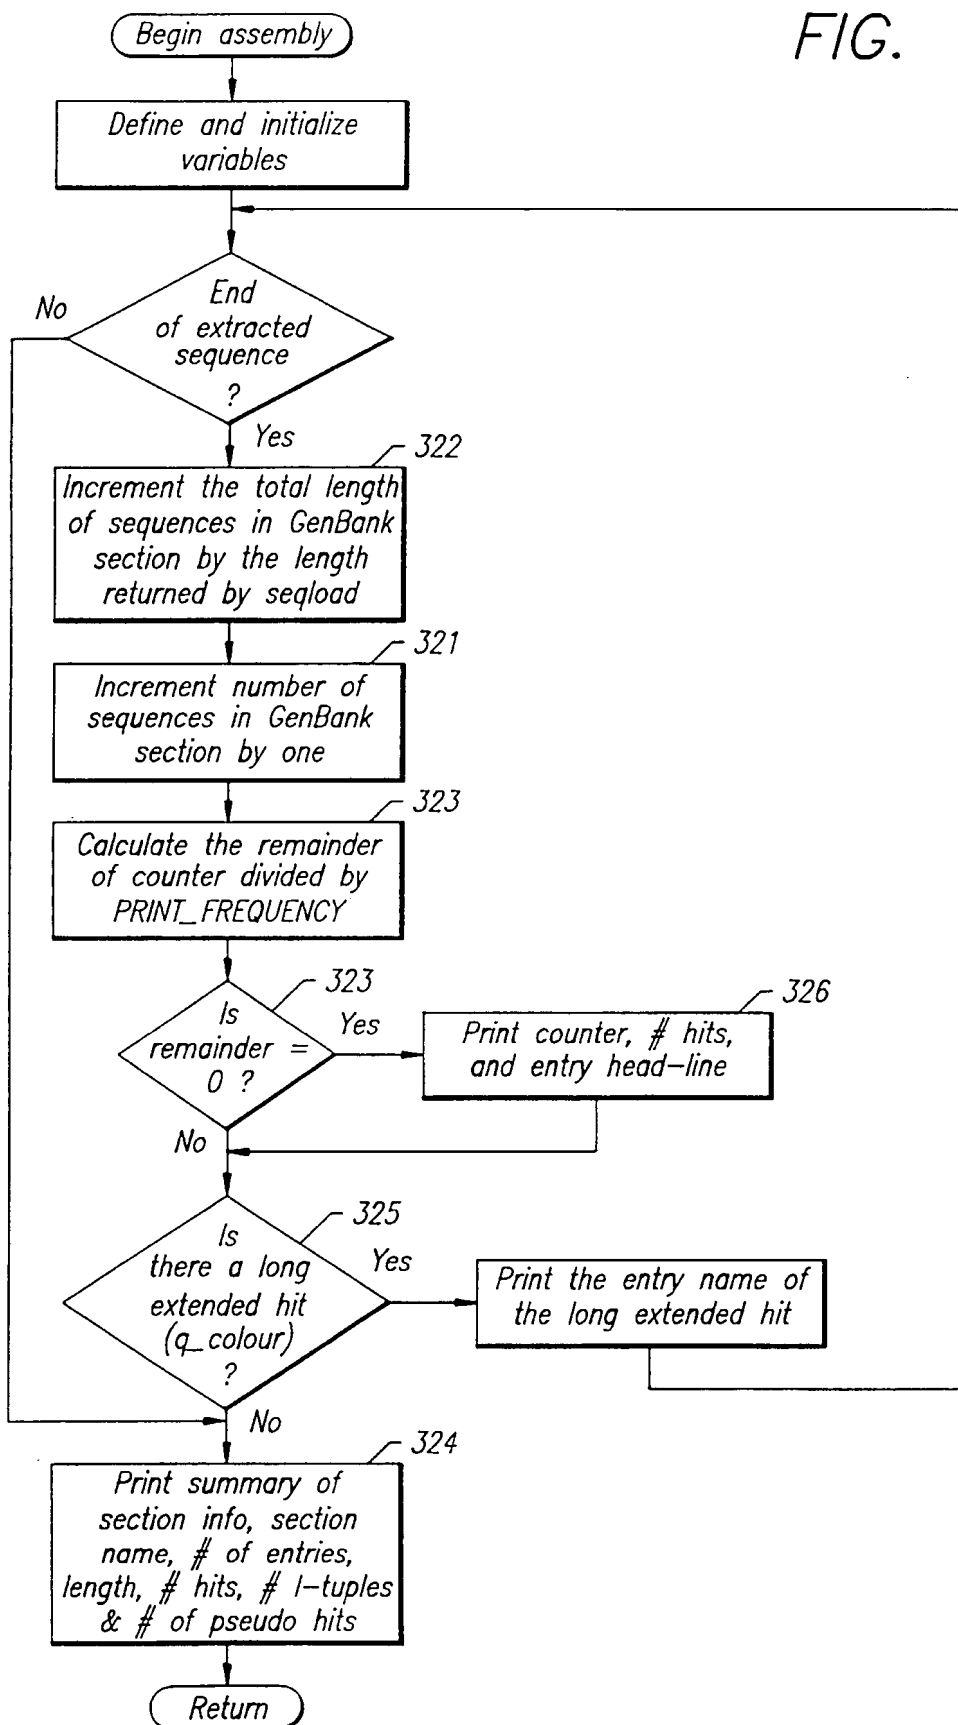 FIG.
Begin assembly
Define and initialize
variables
End
of extracted
sequence
?
No
Yes
322
Increment the total length
of sequences in GenBank
section by the length
returned by seqload
321
Increment number of
sequences in GenBank
section by one
323
Calculate the remainder
of counter divided by
PRINT_FREQUENCY
323
Is
remainder =
0 ?
Yes
326
Print counter, # hits,
and entry head-line
No
325
Is
there a long
extended hit
(q_colour)
?
Yes
Print the entry name of
the long extended hit
No
324
Print summary of
section info, section
name, # of entries,
length, # hits, # l-tuples
& # of pseudo hits
Return